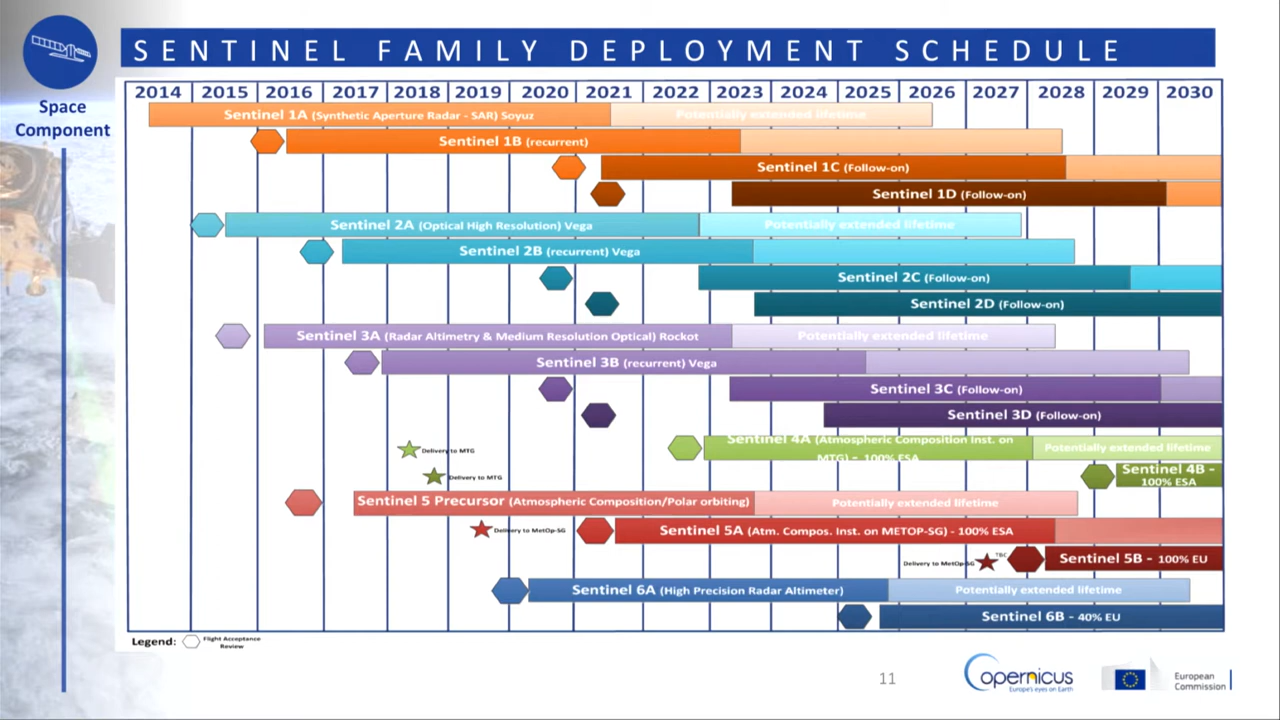 SENTINEL FAMILY DEPLOYMENT SCHEDULE
Space
Component
2014 2015 2016 2017 2018 2019 2020 2021 2022 2023 2024 2025 2026 2027 2028 2029 2030
Sentinel 1A (Synthetic Aperture Radar - SAR) Soyuz Potentially extended lifetime
Sentinel 1B (recurrent)
Sentinel 1C (Follow-on)
Sentinel 1D (Follow-on)
Sentinel 2A (Optical High Resolution) Vega Potentially extended lifetime
Sentinel 2B (recurrent) Vega
Sentinel 2C (Follow-on)
Sentinel 2D (Follow-on)
Sentinel 3A (Radar Altimetry & Medium Resolution Optical) Rockot Potentially extended lifetime
Sentinel 3B (recurrent) Vega
Sentinel 3C (Follow-on)
Sentinel 3D (Follow-on)
Delivery to MTG
Sentinel 4A (Atmospheric Composition Inst. on
MTG) - 100% ESA
Potentially extended lifetime
Delivery to MTG
Sentinel 4B -
100% ESA
Sentinel 5 Precursor (Atmospheric Composition/Polar orbiting) Potentially extended lifetime
Delivery to MetOp-SG Sentinel 5A (Atm. Compos. Inst. on METOP-SG) - 100% ESA
Delivery to MetOp-SG TBC Sentinel 5B - 100% EU
Sentinel 6A (High Precision Radar Altimeter) Potentially extended lifetime
Sentinel 6B - 40% EU
Legend: Flight Acceptance
Review
11
opernicus
Europe's eyes on Earth
European
Commission